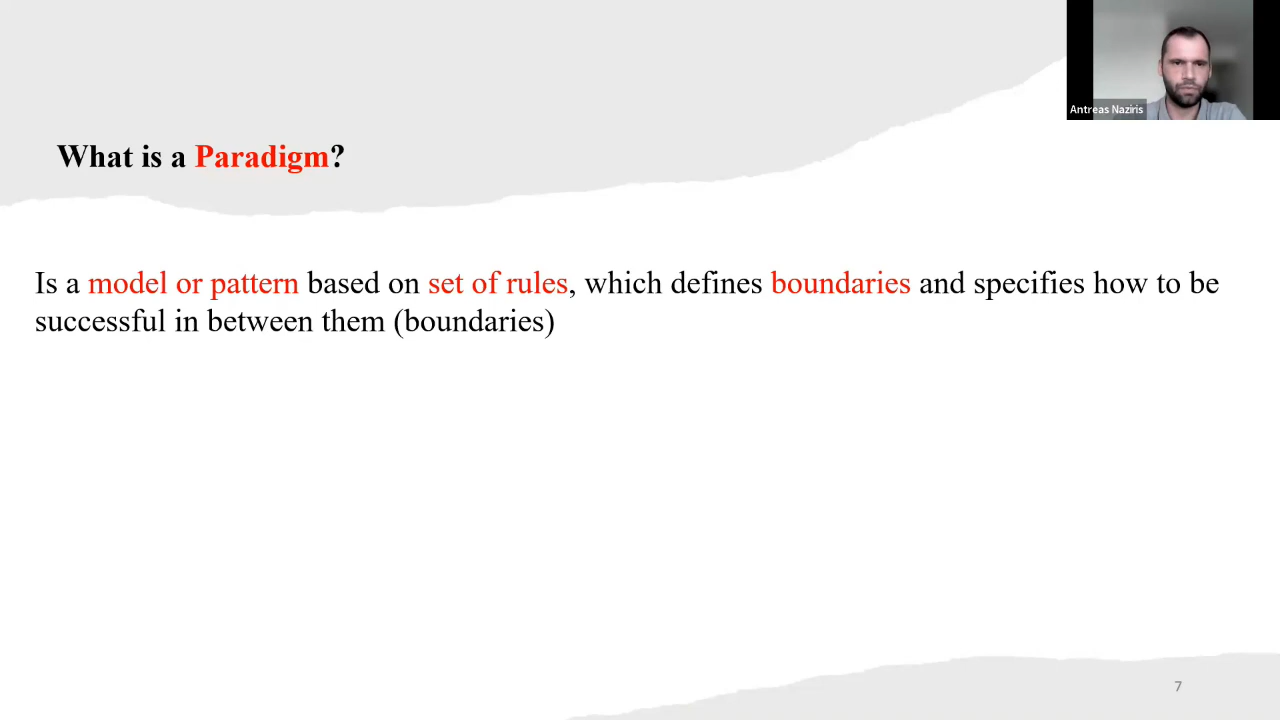 Antreas Naziris
What is a Paradigm?
Is a model or pattern based on set of rules, which defines boundaries and specifies how to be
successful in between them (boundaries)
7